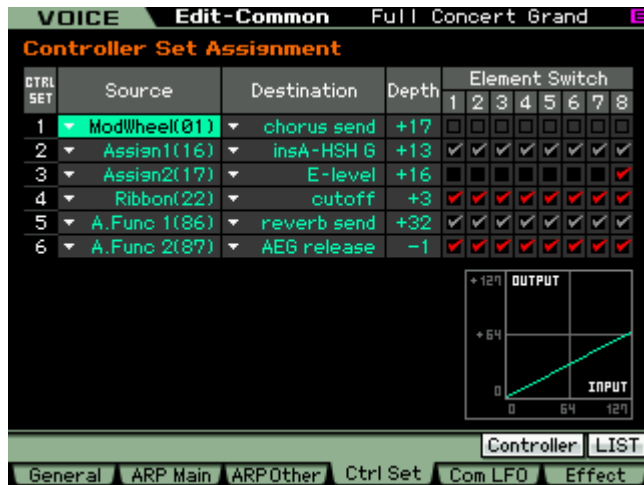 VOICE Edit-Common Full Concert Grand E
Controller Set Assignment
CTRL SET Source Destination Depth Element Switch
1 2 3 4 5 6 7 8
1 ModWheel(01) chorus send +17
2 Assign1(16) insA-HSH G +13
3 Assign2(17) E-level +16
4 Ribbon(22) cutoff +3
5 A.Func 1(86) reverb send +32
6 A.Func 2(87) AEG release -1
+127 OUTPUT
+64
0 INPUT
0 64 127
Controller LIST
General ARP Main ARP Other Ctrl Set Com LFO Effect